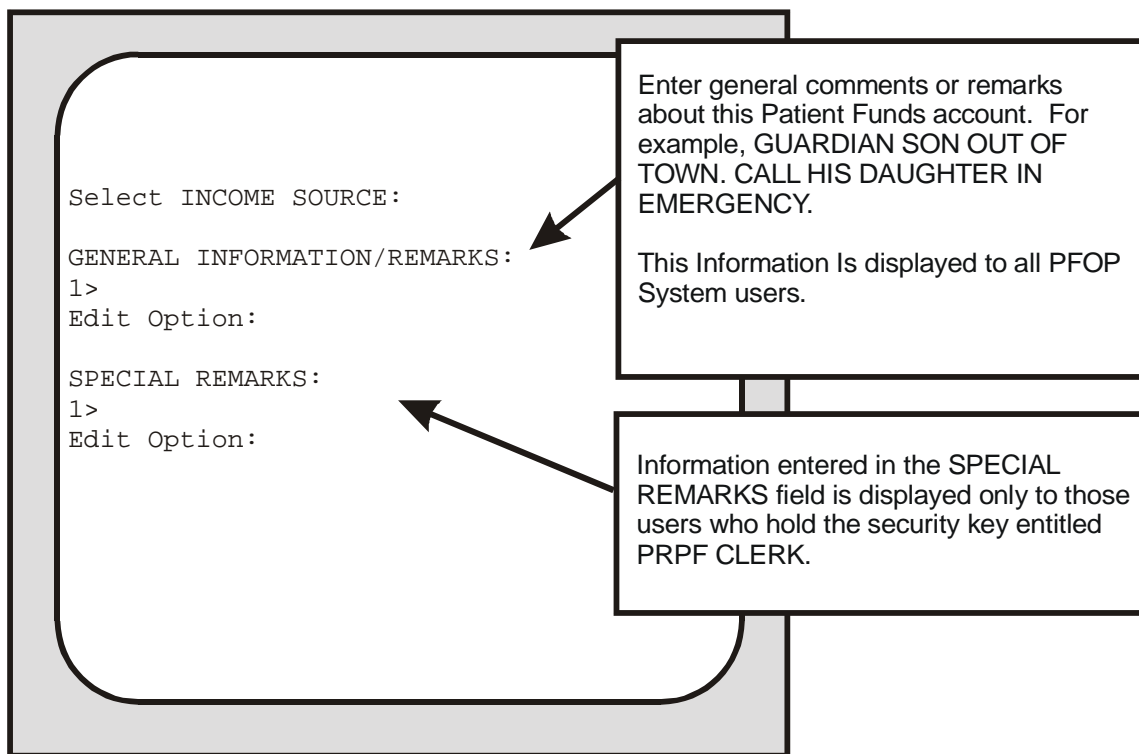 Select INCOME SOURCE:
GENERAL INFORMATION/REMARKS:
1>
Edit Option:
SPECIAL REMARKS:
1>
Edit Option:
Enter general comments or remarks
about this Patient Funds account.  For
example, GUARDIAN SON OUT OF
TOWN. CALL HIS DAUGHTER IN
EMERGENCY.
This Information Is displayed to all PFOP
System users.
Information entered in the SPECIAL
REMARKS field is displayed only to those
users who hold the security key entitled
PRPF CLERK.